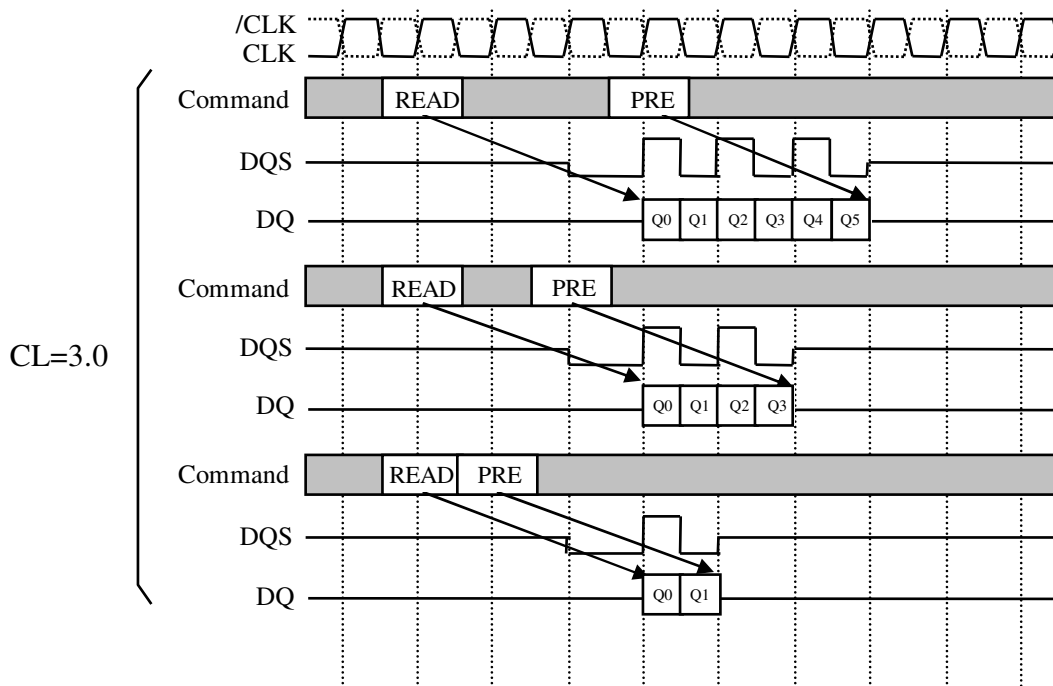 /CLK
CLK
Command READ PRE
DQS
DQ Q0 Q1 Q2 Q3 Q4 Q5
Command READ PRE
CL=3.0
DQS
DQ Q0 Q1 Q2 Q3
Command READ PRE
DQS
DQ Q0 Q1